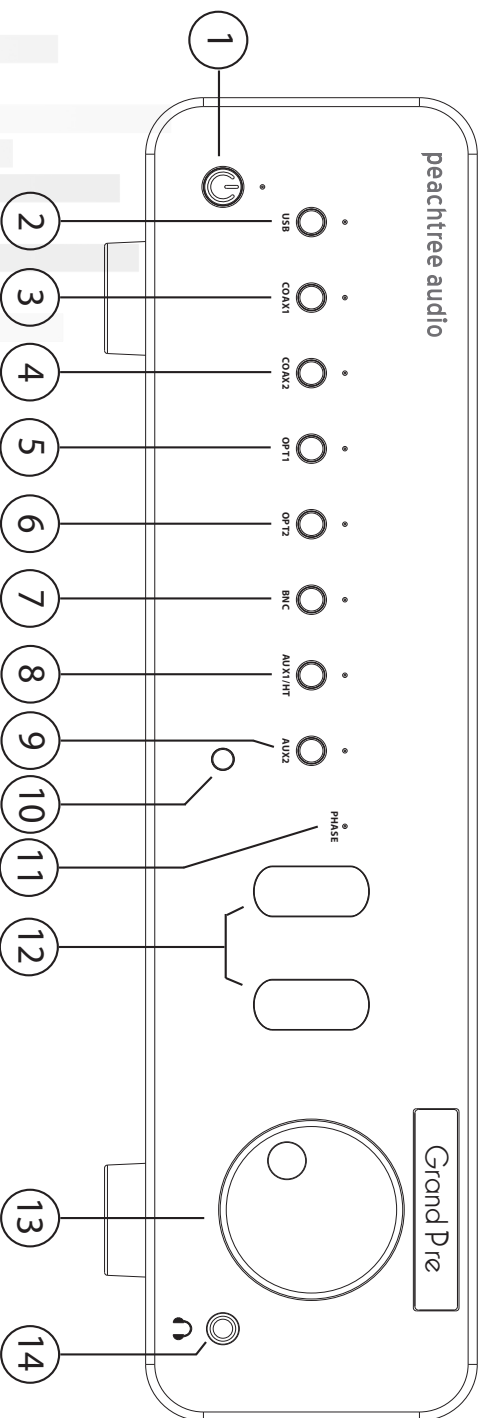 peachtree audio
Grand Pre
USB
COAX1
COAX2
OPT1
OPT2
BNC
AUX1/HT
AUX2
PHASE
1
2
3
4
5
6
7
8
9
10
11
12
13
14